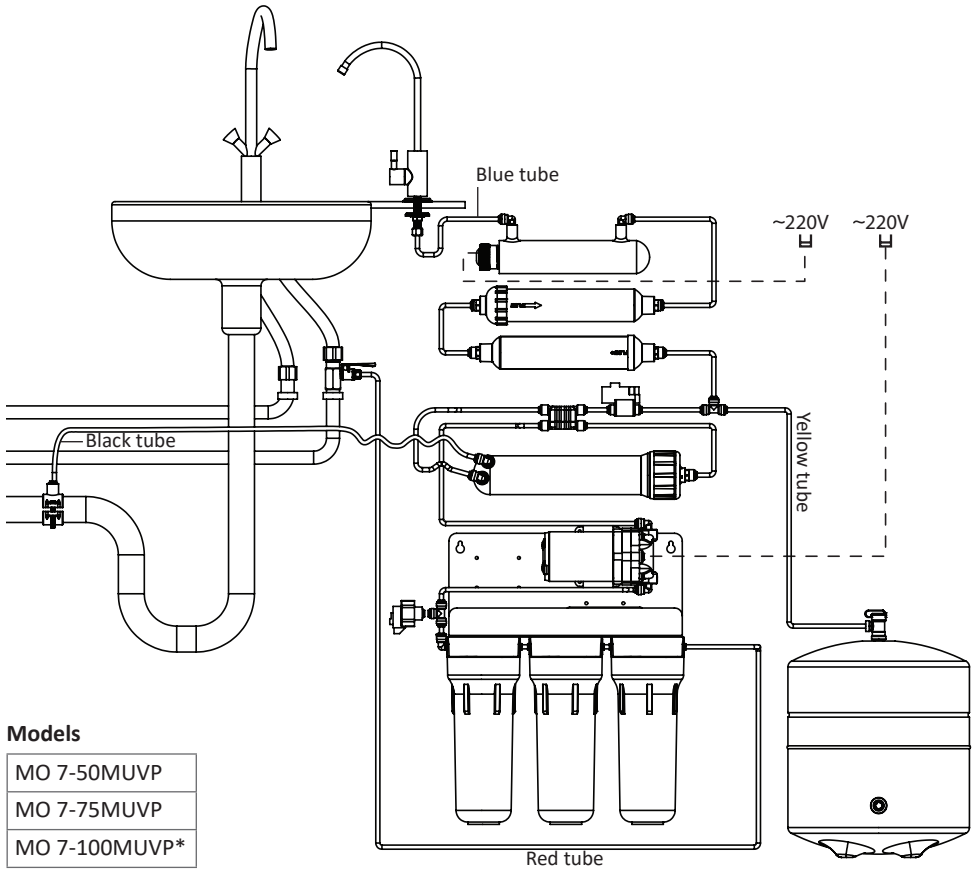 Blue tube
~220V ~220V
Black tube
Yellow tube
Models
MO 7-50MUVP
MO 7-75MUVP
MO 7-100MUVP*
Red tube